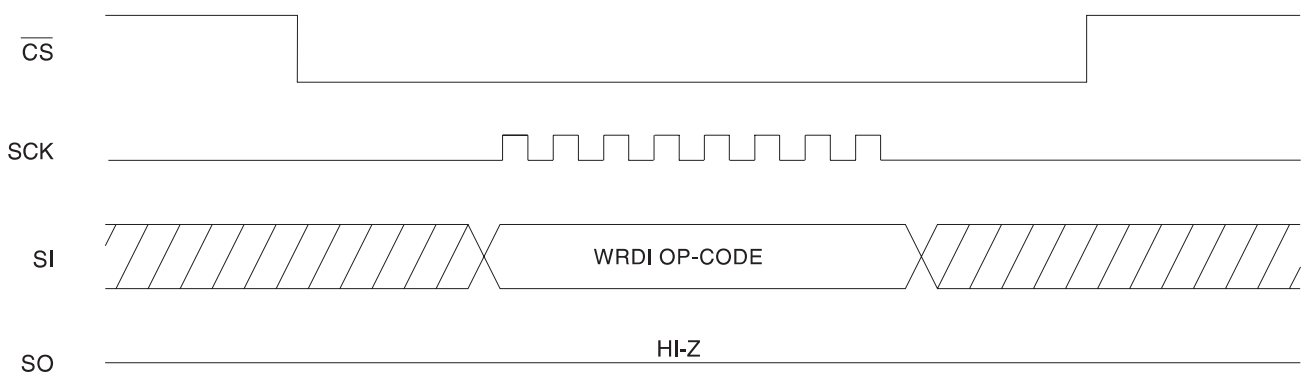 CS
SCK
SI
WRDI OP-CODE
SO
HI-Z